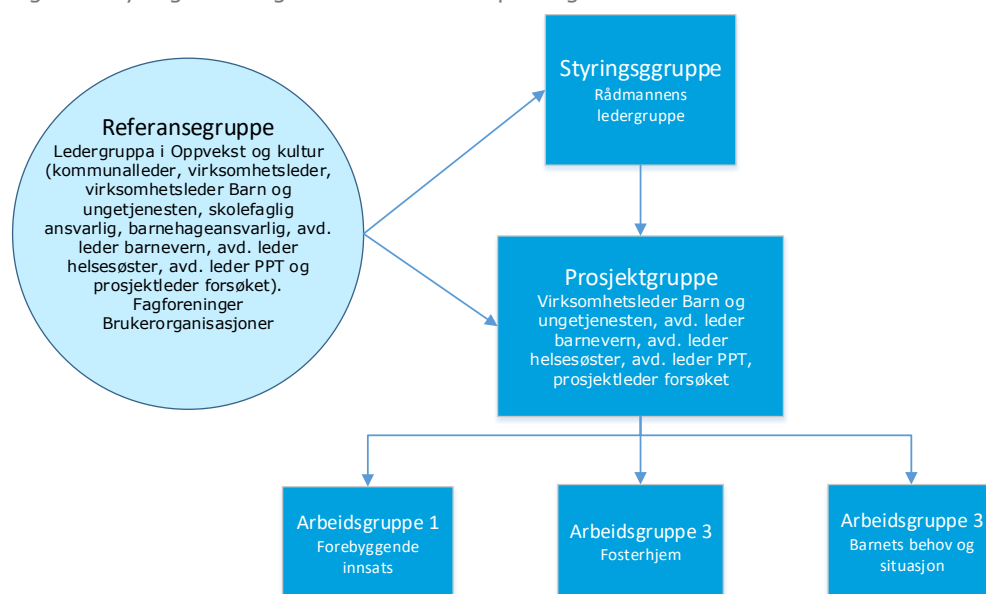 Styringsggruppe
Rådmannens
ledergruppe
Referansegruppe
Ledergruppa i Oppvekst og kultur
(kommunalleder, virksomhetsleder,
virksomhetsleder Barn og
ungetjenesten, skolefaglig
ansvarlig, barnehageansvarlig, avd.
leder barnevern, avd. leder
helsesøster, avd. leder PPT og
prosjektleder forsøket).
Fagforeninger
Brukerorganisasjoner
Prosjektgruppe
Virksomhetsleder Barn og
ungetjenesten, avd. leder
barnevern, avd. leder
helsesøster, avd. leder PPT,
prosjektleder forsøket
Arbeidsgruppe 1
Forebyggende
innsats
Arbeidsgruppe 3
Fosterhjem
Arbeidsgruppe 3
Barnets behov og
situasjon